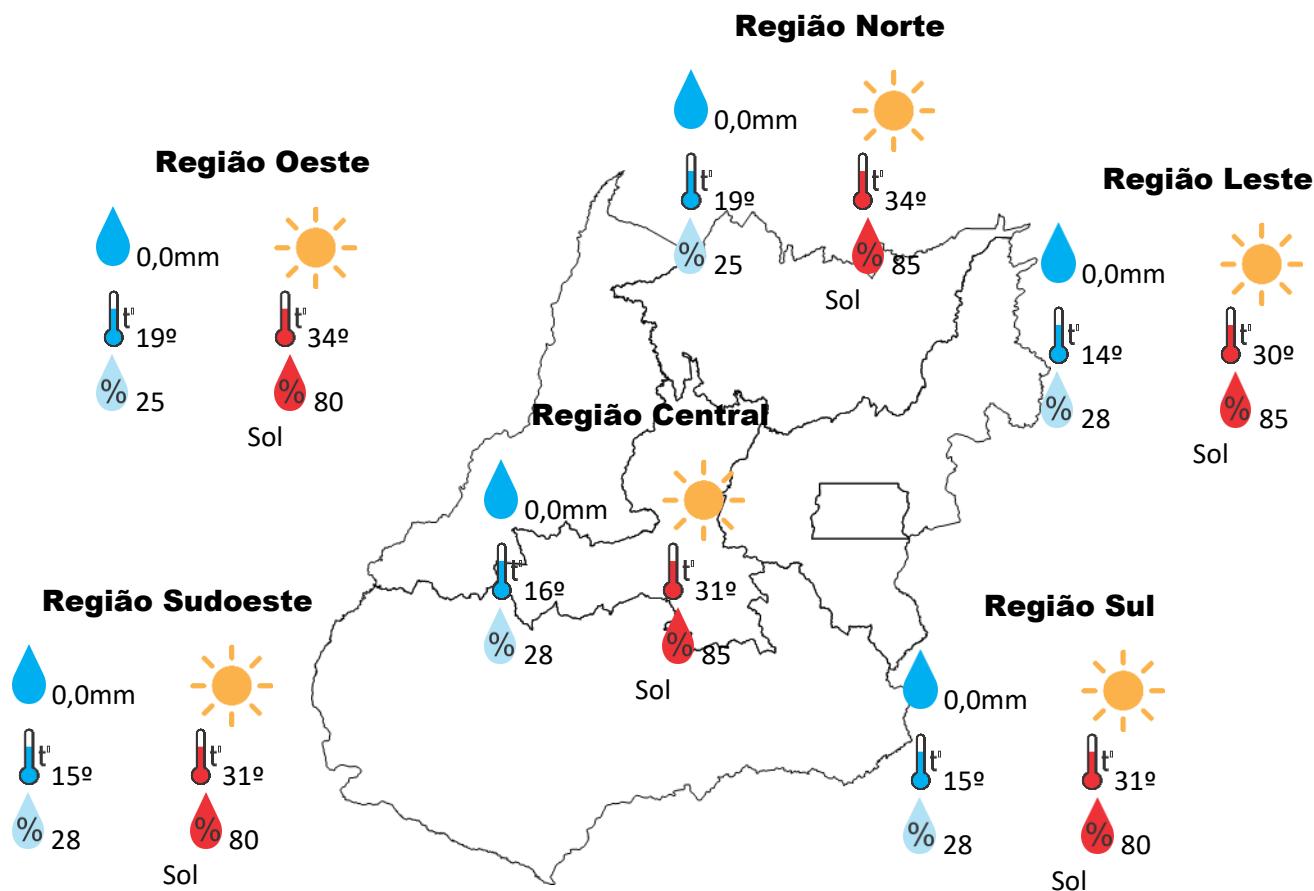 Região Norte
0,0mm
t°
19º
t°
34º
%
25
%
85
Sol
Região Oeste
0,0mm
t°
19º
t°
34º
%
25
%
80
Sol
Região Leste
0,0mm
t°
14º
t°
30º
%
28
%
85
Sol
Região Central
0,0mm
t°
16º
t°
31º
%
28
%
85
Sol
Região Sudoeste
0,0mm
t°
15º
t°
31º
%
28
%
80
Sol
Região Sul
0,0mm
t°
15º
t°
31º
%
28
%
80
Sol